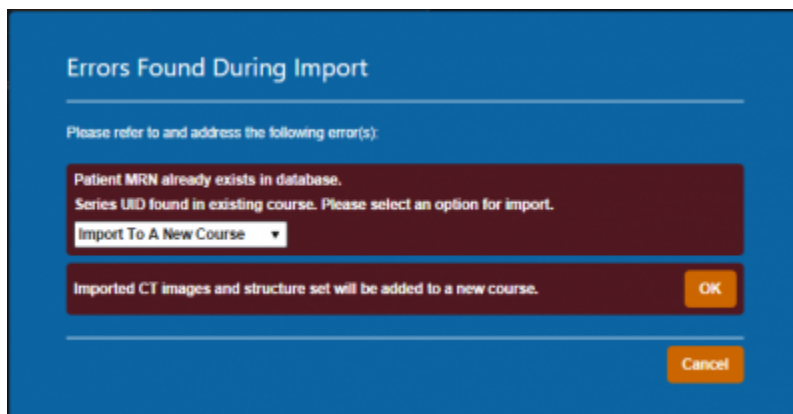 Errors Found During Import
Please refer to and address the following error(s):
Patient MRN already exists in database.
Series UID found in existing course. Please select an option for import.
Import To A New Course
Imported CT images and structure set will be added to a new course.
OK
Cancel